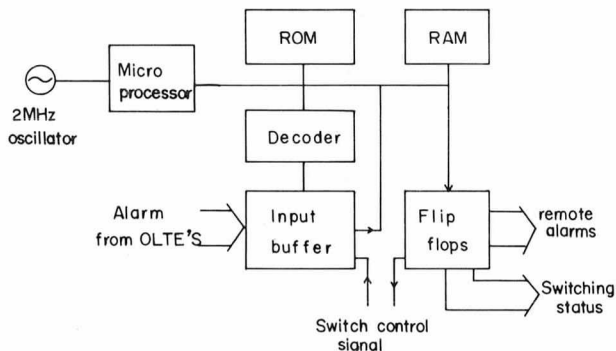 ROM
RAM
Micro
processor
2MHz
oscillator
Decoder
Alarm
from OLTE'S
Input
buffer
Flip
flops
remote
alarms
Switching
status
Switch control
signal